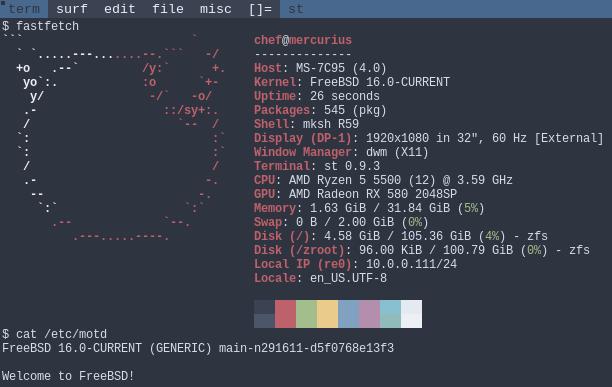 term surf edit file misc []= st
$ fastfetch
```                        `
  ` `.....---.......--.```   -/
  +o   .--`         /y:`      +.
   yo`:.            :o      `+-
    y/               -/`   -o/
   .-                  ::/sy+:.
   /                     `--  /
  `:                          :`
  `:                          :`
   /                          /
   .-                        -.
    --                      -.
     `:`                  `:`
       .--             `--.
          .---.....----.
chef@mercurius
--------------
Host: MS-7C95 (4.0)
Kernel: FreeBSD 16.0-CURRENT
Uptime: 26 seconds
Packages: 545 (pkg)
Shell: mksh R59
Display (DP-1): 1920x1080 in 32", 60 Hz [External]
Window Manager: dwm (X11)
Terminal: st 0.9.3
CPU: AMD Ryzen 5 5500 (12) @ 3.59 GHz
GPU: AMD Radeon RX 580 2048SP
Memory: 1.63 GiB / 31.84 GiB (5%)
Swap: 0 B / 2.00 GiB (0%)
Disk (/): 4.58 GiB / 105.36 GiB (4%) - zfs
Disk (/zroot): 96.00 KiB / 100.79 GiB (0%) - zfs
Local IP (re0): 10.0.0.111/24
Locale: en_US.UTF-8
$ cat /etc/motd
FreeBSD 16.0-CURRENT (GENERIC) main-n291611-d5f0768e13f3
Welcome to FreeBSD!